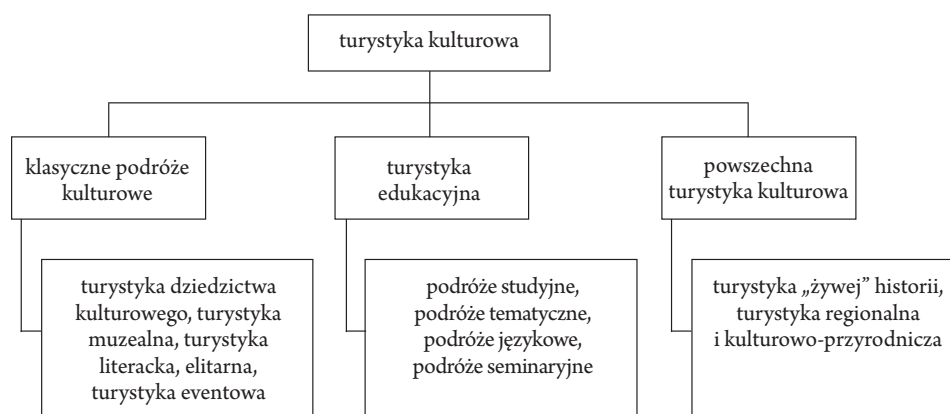 turystyka kulturowa
klasyczne podróże
kulturowe
turystyka
edukacyjna
powszechna
turystyka kulturowa
turystyka dziedzictwa
kulturowego, turystyka
muzealna, turystyka
literacka, elitarna,
turystyka eventowa
podróże studyjne,
podróże tematyczne,
podróże językowe,
podróże seminaryjne
turystyka „żywej” historii,
turystyka regionalna
i kulturowo-przyrodnicza